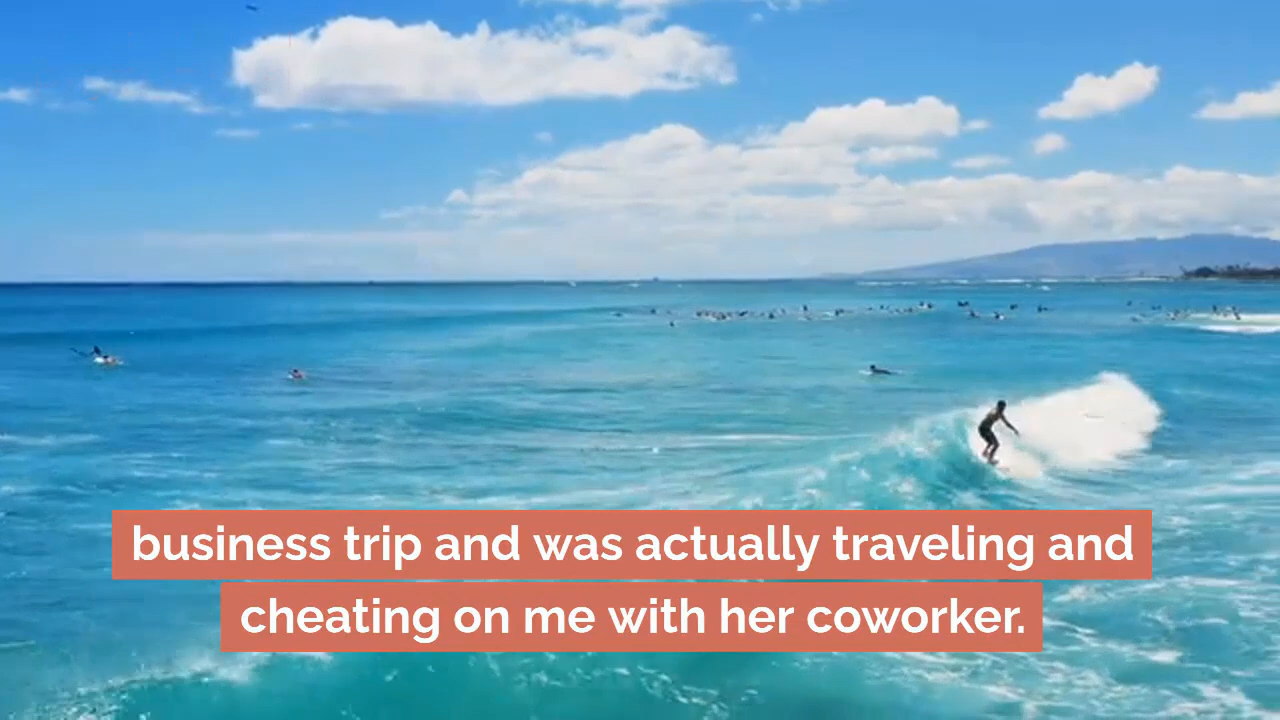 business trip and was actually traveling and
cheating on me with her coworker.